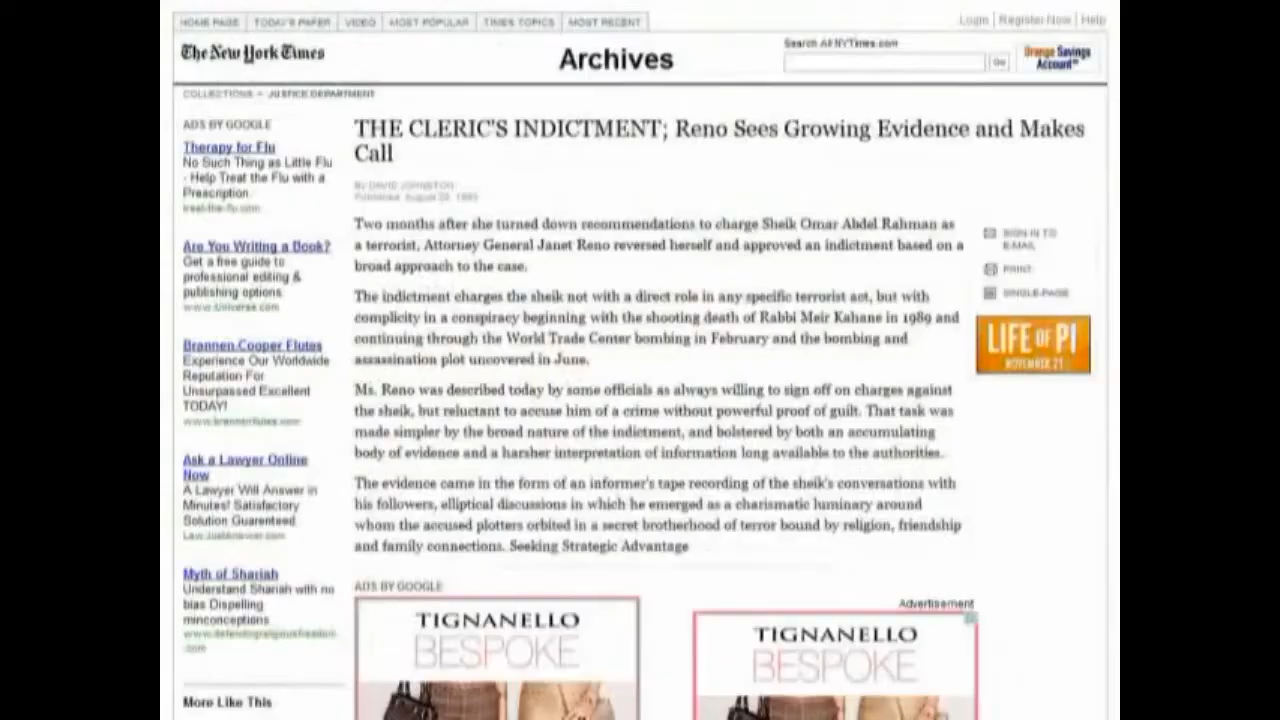 HOME PAGE TODAY'S PAPER VIDEO MOST POPULAR TIMES TOPICS MOST RECENT
Login Register Now Help
The New York Times
Archives
Search All NYTimes.com
Go
Orange Savings
Account
COLLECTIONS > JUSTICE DEPARTMENT
ADS BY GOOGLE
Therapy for Flu
No Such Thing as Little Flu
- Help Treat the Flu with a
Prescription.
treat-the-flu.com
Are You Writing a Book?
Get a free guide to
professional editing &
publishing options.
www.iUniverse.com
Brannen Cooper Flutes
Experience Our Worldwide
Reputation For
Unsurpassed Excellent
TODAY!
www.brannenflutes.com
Ask a Lawyer Online
Now
A Lawyer Will Answer in
Minutes! Satisfactory
Solution Guaranteed
Law.JustAnswer.com
Myth of Shariah
Understand Shariah with no
bias Dispelling
minconceptions
.com
More Like This
THE CLERIC'S INDICTMENT; Reno Sees Growing Evidence and Makes
Call
By DAVID JOHNSTON
Published: August 26, 1993
Two months after she turned down recommendations to charge Sheik Omar Abdel Rahman as
a terrorist, Attorney General Janet Reno reversed herself and approved an indictment based on a
broad approach to the case.
The indictment charges the sheik not with a direct role in any specific terrorist act, but with
complicity in a conspiracy beginning with the shooting death of Rabbi Meir Kahane in 1989 and
continuing through the World Trade Center bombing in February and the bombing and
assassination plot uncovered in June.
Ms. Reno was described today by some officials as always willing to sign off on charges against
the sheik, but reluctant to accuse him of a crime without powerful proof of guilt. That task was
made simpler by the broad nature of the indictment, and bolstered by both an accumulating
body of evidence and a harsher interpretation of information long available to the authorities.
The evidence came in the form of an informer's tape recording of the sheik's conversations with
his followers, elliptical discussions in which he emerged as a charismatic luminary around
whom the accused plotters orbited in a secret brotherhood of terror bound by religion, friendship
and family connections. Seeking Strategic Advantage
SIGN IN TO
E-MAIL
PRINT
SINGLE-PAGE
LIFE OF PI
NOVEMBER 21
ADS BY GOOGLE
TIGNANELLO
BESPOKE
Advertisement
TIGNANELLO
BESPOKE